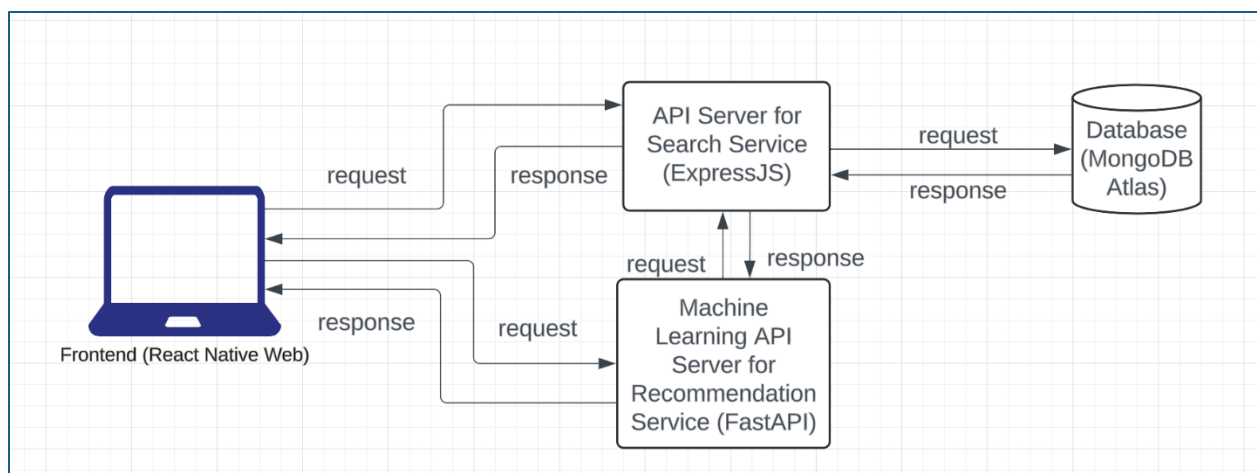 request
response
API Server for
Search Service
(ExpressJS)
request
response
Database
(MongoDB
Atlas)
request
response
Frontend (React Native Web)
response
request
Machine
Learning API
Server for
Recommendation
Service (FastAPI)